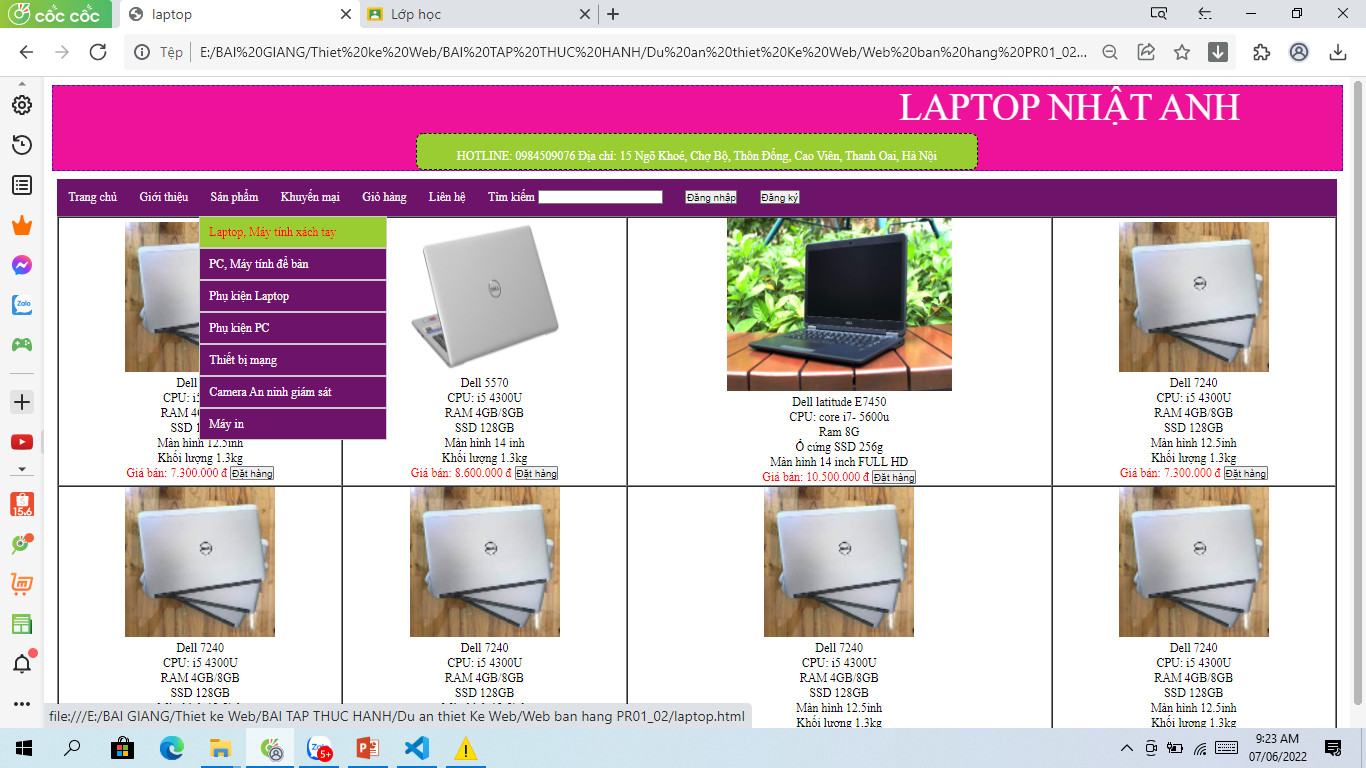 cốc cốc
laptop
Lớp học
Tệp
E:/BAI%20GIANG/Thiet%20ke%20Web/BAI%20TAP%20THUC%20HANH/Du%20an%20thiet%20Ke%20Web/Web%20ban%20hang%20PR01_02...
LAPTOP NHẬT ANH
HOTLINE: 0984509076 Địa chỉ: 15 Ngõ Khoé, Chợ Bộ, Thôn Đống, Cao Viên, Thanh Oai, Hà Nội
Trang chủ Giới thiệu Sản phẩm Khuyến mại Giỏ hàng Liên hệ Tìm kiếm Đăng nhập Đăng ký
Laptop, Máy tính xách tay
PC, Máy tính để bàn
Phụ kiện Laptop
Phụ kiện PC
Thiết bị mạng
Camera An ninh giám sát
Máy in
Dell
CPU: i5
RAM 4G
SSD 1
Màn hình 12.5inh
Khối lượng 1.3kg
Giá bán: 7.300.000 đ Đặt hàng
Dell 5570
CPU: i5 4300U
RAM 4GB/8GB
SSD 128GB
Màn hình 14 inh
Khối lượng 1.3kg
Giá bán: 8.600.000 đ Đặt hàng
Dell latitude E7450
CPU: core i7- 5600u
Ram 8G
Ổ cứng SSD 256g
Màn hình 14 inch FULL HD
Giá bán: 10.500.000 đ Đặt hàng
Dell 7240
CPU: i5 4300U
RAM 4GB/8GB
SSD 128GB
Màn hình 12.5inh
Khối lượng 1.3kg
Giá bán: 7.300.000 đ Đặt hàng
Dell 7240
CPU: i5 4300U
RAM 4GB/8GB
SSD 128GB
Dell 7240
CPU: i5 4300U
RAM 4GB/8GB
SSD 128GB
Dell 7240
CPU: i5 4300U
RAM 4GB/8GB
SSD 128GB
Màn hình 12.5inh
Khối lượng 1.3kg
Dell 7240
CPU: i5 4300U
RAM 4GB/8GB
SSD 128GB
Màn hình 12.5inh
Khối lượng 1.3kg
Zalo
15.6
file:///E:/BAI GIANG/Thiet ke Web/BAI TAP THUC HANH/Du an thiet Ke Web/Web ban hang PR01_02/laptop.html
5+
9:23 AM
07/06/2022